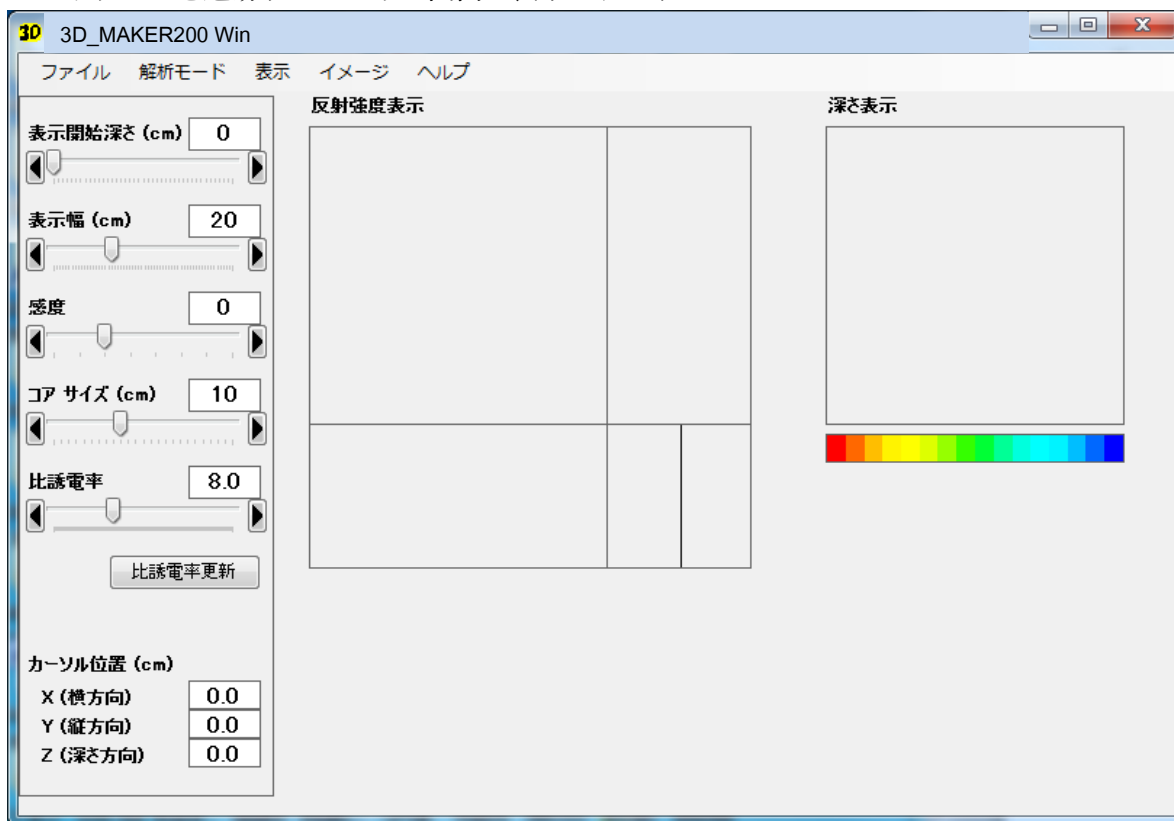 3D 3D_MAKER200 Win
ファイル 解析モード 表示 イメージ ヘルプ
反射強度表示
深さ表示
表示開始深さ (cm) 0
表示幅 (cm) 20
感度 0
コア サイズ (cm) 10
比誘電率 8.0
比誘電率更新
カーソル位置 (cm)
X (横方向) 0.0
Y (縦方向) 0.0
Z (深さ方向) 0.0